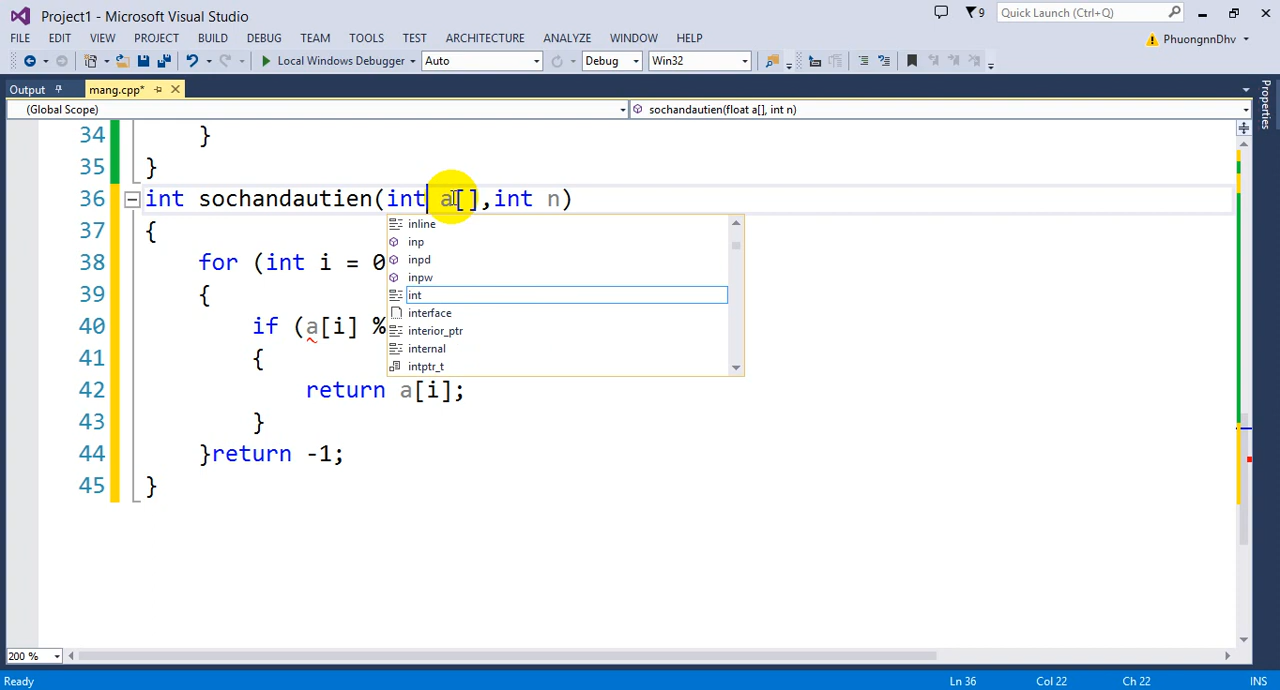 Project1 - Microsoft Visual Studio
9
Quick Launch (Ctrl+Q)
FILE EDIT VIEW PROJECT BUILD DEBUG TEAM TOOLS TEST ARCHITECTURE ANALYZE WINDOW HELP
PhuongnnDhv
Local Windows Debugger Auto Debug Win32
Output mang.cpp*
Properties
(Global Scope) sochandautien(float a[], int n)
34 }
35 }
36 int sochandautien(int a[],int n)
37 {
38 for (int i = 0
39 {
40 if (a[i] %
41 {
42 return a[i];
43 }
44 }return -1;
45 }
inline
inp
inpd
inpw
int
interface
interior_ptr
internal
intptr_t
200 %
Ready Ln 36 Col 22 Ch 22 INS